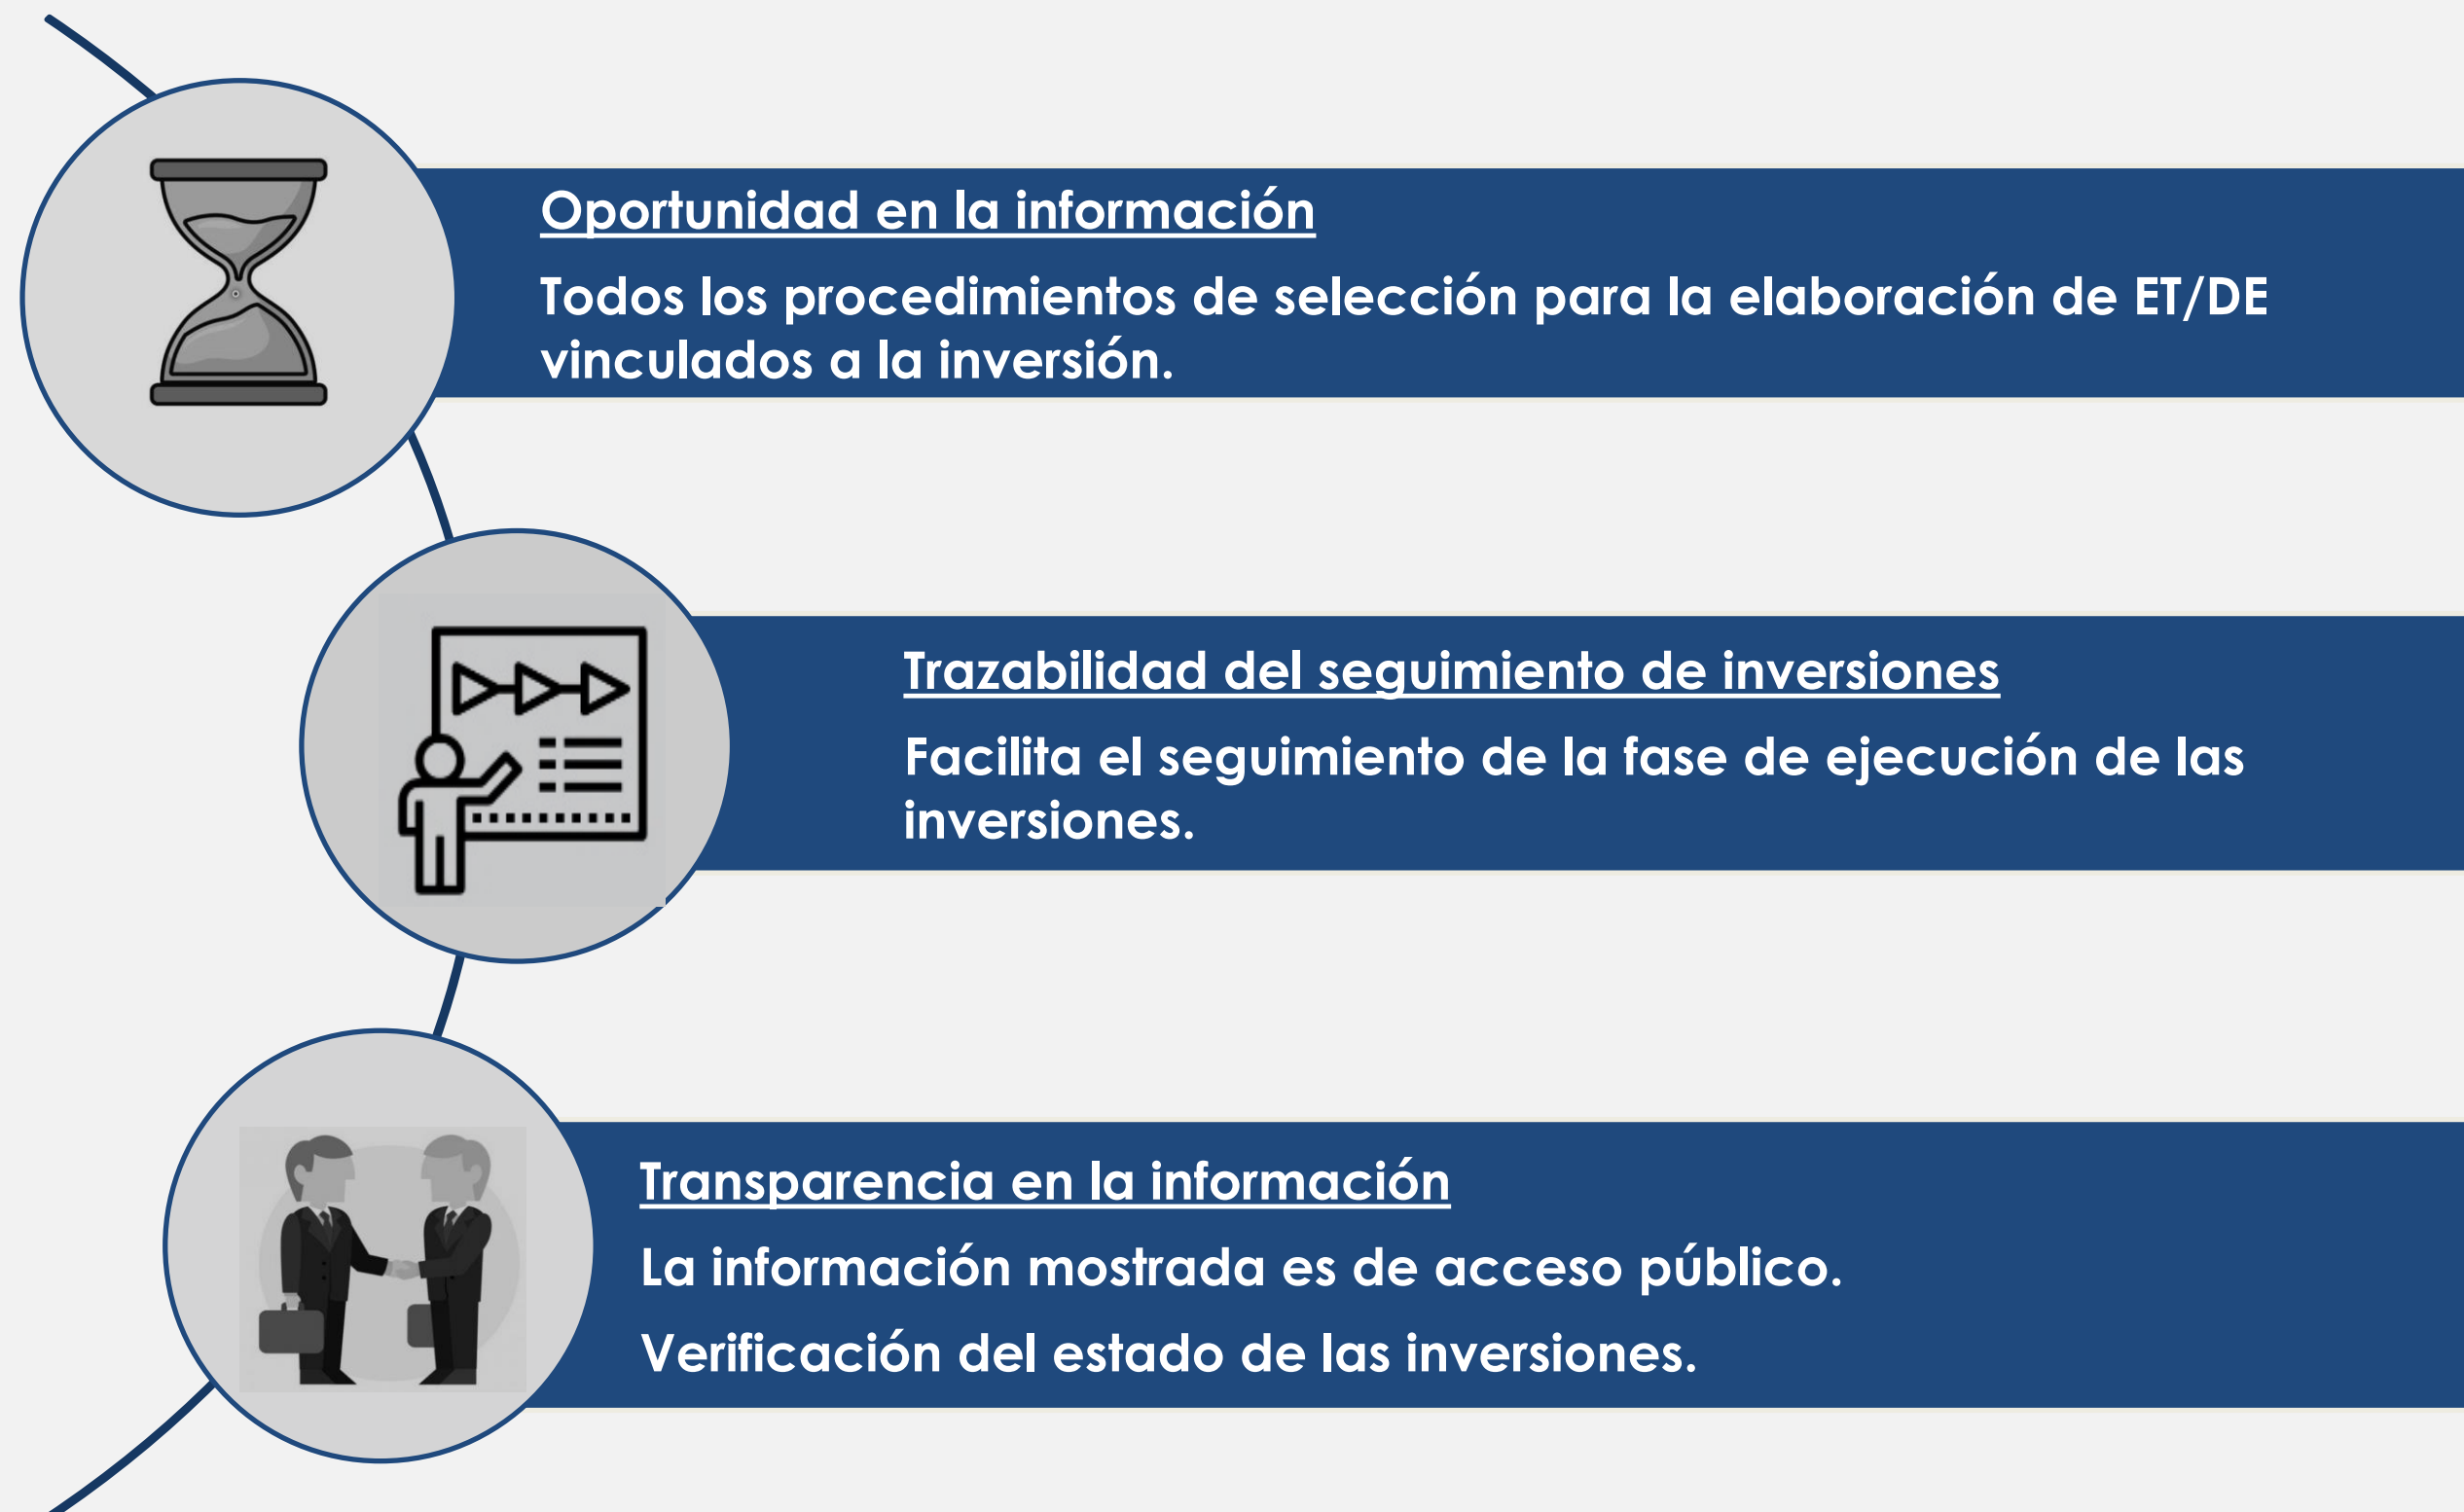 Oportunidad en la información
Todos los procedimientos de selección para la elaboración de ET/DE
vinculados a la inversión.
Trazabilidad del seguimiento de inversiones
Facilita el seguimiento de la fase de ejecución de las
inversiones.
Transparencia en la información
La información mostrada es de acceso público.
Verificación del estado de las inversiones.